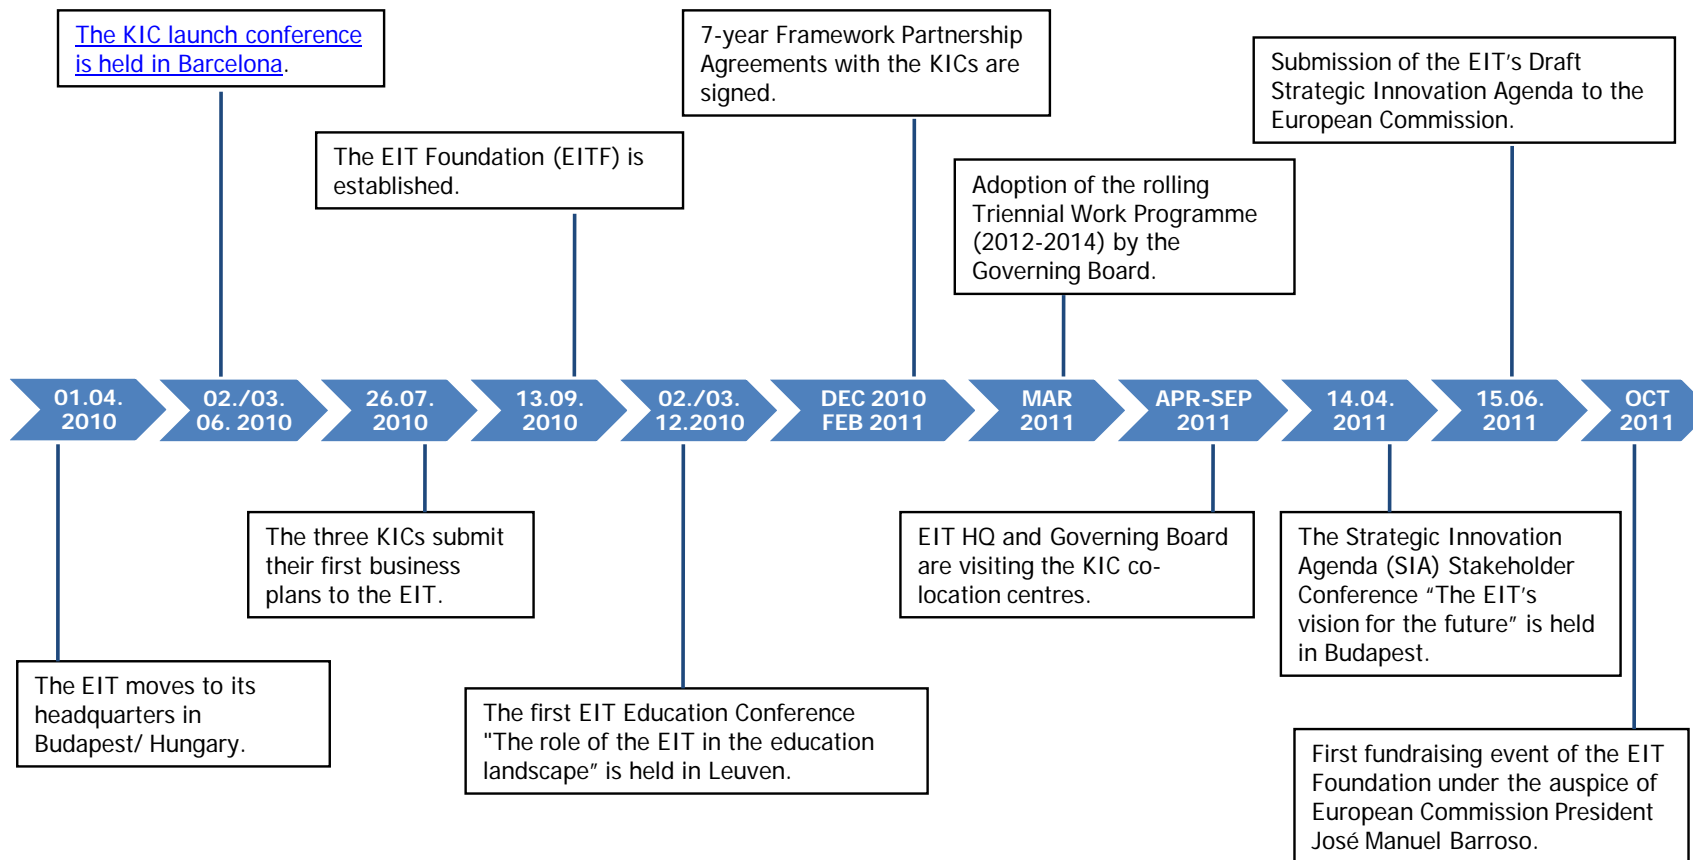 The KIC launch conference
is held in Barcelona.
7-year Framework Partnership
Agreements with the KICs are
signed.
Submission of the EIT's Draft
Strategic Innovation Agenda to the
European Commission.
The EIT Foundation (EITF) is
established.
Adoption of the rolling
Triennial Work Programme
(2012-2014) by the
Governing Board.
01.04.
2010
02./03.
06. 2010
26.07.
2010
13.09.
2010
02./03.
12.2010
DEC 2010
FEB 2011
MAR
2011
APR-SEP
2011
14.04.
2011
15.06.
2011
OCT
2011
The three KICs submit
their first business
plans to the EIT.
EIT HQ and Governing Board
are visiting the KIC co-
location centres.
The Strategic Innovation
Agenda (SIA) Stakeholder
Conference “The EIT's
vision for the future” is held
in Budapest.
The EIT moves to its
headquarters in
Budapest/ Hungary.
The first EIT Education Conference
"The role of the EIT in the education
landscape” is held in Leuven.
First fundraising event of the EIT
Foundation under the auspice of
European Commission President
José Manuel Barroso.